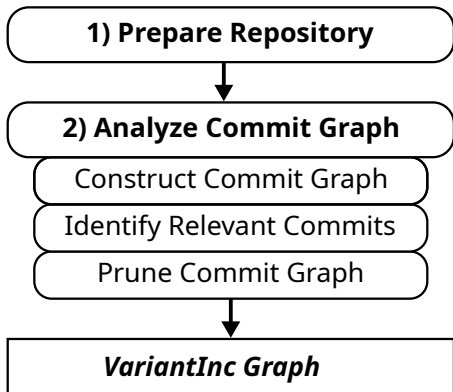 1) Prepare Repository
2) Analyze Commit Graph
Construct Commit Graph
Identify Relevant Commits
Prune Commit Graph
VariantInc Graph